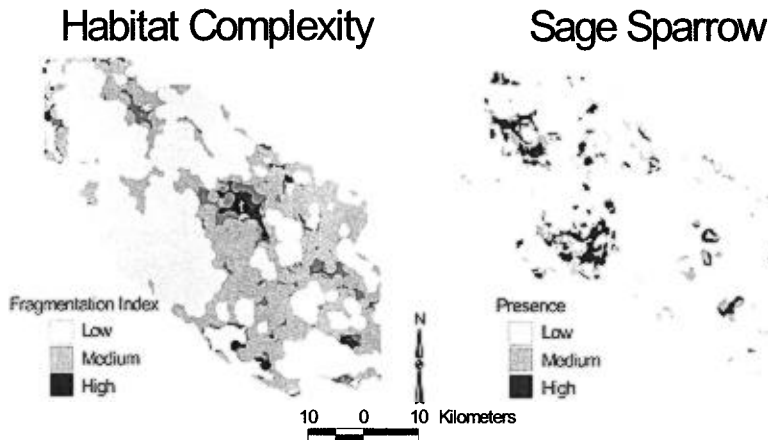 Habitat Complexity
Sage Sparrow
Fragmentation Index
Low
Medium
High
N
Presence
Low
Medium
High
10 0 10 Kilometers